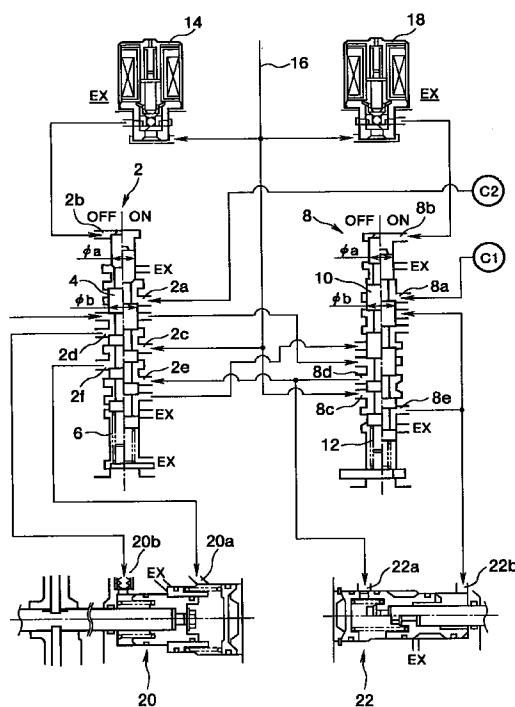 14
18
16
EX
EX
C2
2
OFF ON
2b
8
OFF ON
8b
φa
EX
φa
EX
C1
4
2a
10
8a
φb
φb
2c
2d
8d
2e
2f
8c
8e
EX
EX
6
12
EX
EX
20b
EX
20a
22a
22b
EX
20
22